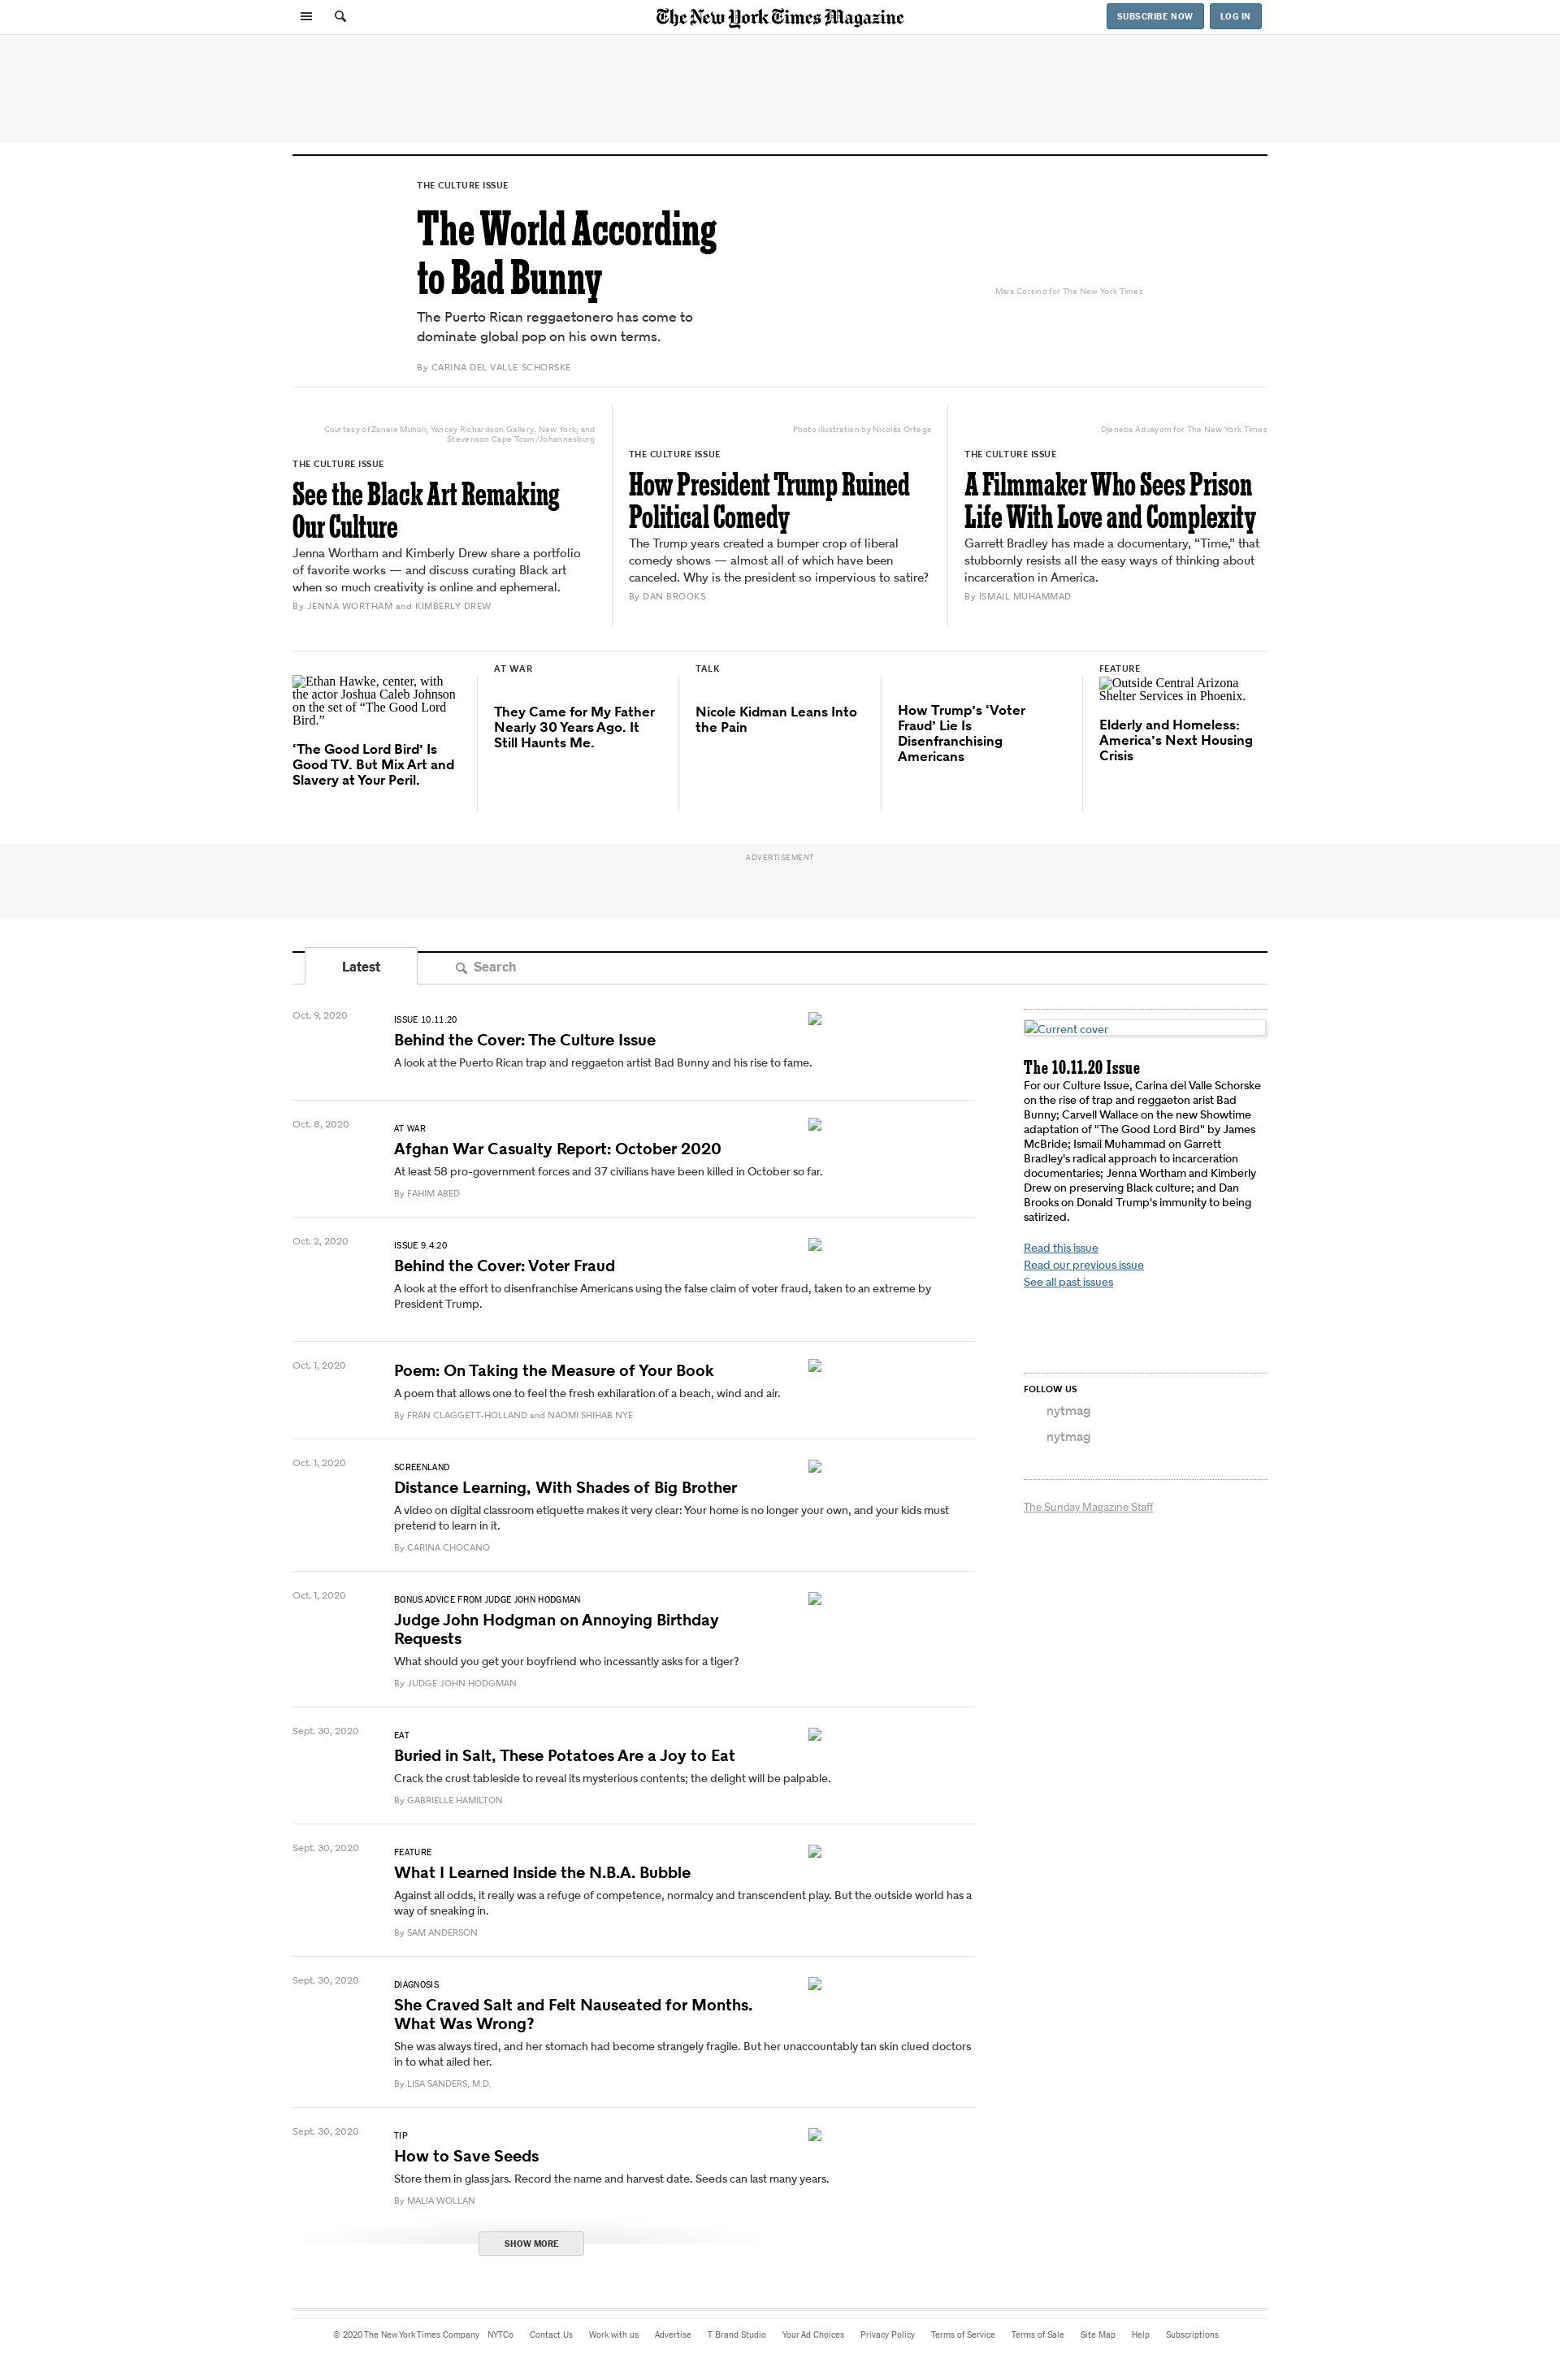 The New York Times Magazine
SUBSCRIBE NOW
LOG IN
THE CULTURE ISSUE
The World According
to Bad Bunny
The Puerto Rican reggaetonero has come to
dominate global pop on his own terms.
By CARINA DEL VALLE SCHORSKE
Mara Corsino for The New York Times
Courtesy of Zanele Muholi; Yancey Richardson Gallery, New York; and
Stevenson Cape Town/Johannesburg
THE CULTURE ISSUE
See the Black Art Remaking
Our Culture
Jenna Wortham and Kimberly Drew share a portfolio
of favorite works — and discuss curating Black art
when so much creativity is online and ephemeral.
By JENNA WORTHAM and KIMBERLY DREW
Photo illustration by Nicolás Ortega
THE CULTURE ISSUE
How President Trump Ruined
Political Comedy
The Trump years created a bumper crop of liberal
comedy shows — almost all of which have been
canceled. Why is the president so impervious to satire?
By DAN BROOKS
Djeneba Aduayom for The New York Times
THE CULTURE ISSUE
A Filmmaker Who Sees Prison
Life With Love and Complexity
Garrett Bradley has made a documentary, “Time,” that
stubbornly resists all the easy ways of thinking about
incarceration in America.
By ISMAIL MUHAMMAD
Ethan Hawke, center, with
the actor Joshua Caleb Johnson
on the set of “The Good Lord
Bird.”
‘The Good Lord Bird’ Is
Good TV. But Mix Art and
Slavery at Your Peril.
AT WAR
They Came for My Father
Nearly 30 Years Ago. It
Still Haunts Me.
TALK
Nicole Kidman Leans Into
the Pain
How Trump’s ‘Voter
Fraud’ Lie Is
Disenfranchising
Americans
FEATURE
Outside Central Arizona
Shelter Services in Phoenix.
Elderly and Homeless:
America’s Next Housing
Crisis
ADVERTISEMENT
Latest
Search
Oct. 9, 2020
ISSUE 10.11.20
Behind the Cover: The Culture Issue
A look at the Puerto Rican trap and reggaeton artist Bad Bunny and his rise to fame.
Oct. 8, 2020
AT WAR
Afghan War Casualty Report: October 2020
At least 58 pro-government forces and 37 civilians have been killed in October so far.
By FAHIM ABED
Oct. 2, 2020
ISSUE 9.4.20
Behind the Cover: Voter Fraud
A look at the effort to disenfranchise Americans using the false claim of voter fraud, taken to an extreme by
President Trump.
Oct. 1, 2020
Poem: On Taking the Measure of Your Book
A poem that allows one to feel the fresh exhilaration of a beach, wind and air.
By FRAN CLAGGETT-HOLLAND and NAOMI SHIHAB NYE
Oct. 1, 2020
SCREENLAND
Distance Learning, With Shades of Big Brother
A video on digital classroom etiquette makes it very clear: Your home is no longer your own, and your kids must
pretend to learn in it.
By CARINA CHOCANO
Oct. 1, 2020
BONUS ADVICE FROM JUDGE JOHN HODGMAN
Judge John Hodgman on Annoying Birthday
Requests
What should you get your boyfriend who incessantly asks for a tiger?
By JUDGE JOHN HODGMAN
Sept. 30, 2020
EAT
Buried in Salt, These Potatoes Are a Joy to Eat
Crack the crust tableside to reveal its mysterious contents; the delight will be palpable.
By GABRIELLE HAMILTON
Sept. 30, 2020
FEATURE
What I Learned Inside the N.B.A. Bubble
Against all odds, it really was a refuge of competence, normalcy and transcendent play. But the outside world has a
way of sneaking in.
By SAM ANDERSON
Sept. 30, 2020
DIAGNOSIS
She Craved Salt and Felt Nauseated for Months.
What Was Wrong?
She was always tired, and her stomach had become strangely fragile. But her unaccountably tan skin clued doctors
in to what ailed her.
By LISA SANDERS, M.D.
Sept. 30, 2020
TIP
How to Save Seeds
Store them in glass jars. Record the name and harvest date. Seeds can last many years.
By MALIA WOLLAN
SHOW MORE
Current cover
The 10.11.20 Issue
For our Culture Issue, Carina del Valle Schorske
on the rise of trap and reggaeton arist Bad
Bunny; Carvell Wallace on the new Showtime
adaptation of "The Good Lord Bird" by James
McBride; Ismail Muhammad on Garrett
Bradley's radical approach to incarceration
documentaries; Jenna Wortham and Kimberly
Drew on preserving Black culture; and Dan
Brooks on Donald Trump's immunity to being
satirized.
Read this issue
Read our previous issue
See all past issues
FOLLOW US
nytmag
nytmag
The Sunday Magazine Staff
© 2020 The New York Times Company NYTCo Contact Us Work with us Advertise T Brand Studio Your Ad Choices Privacy Policy Terms of Service Terms of Sale Site Map Help Subscriptions